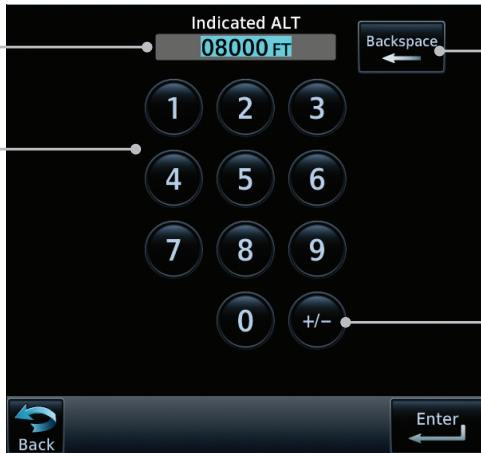 Indicated ALT
08000 FT
Backspace
1 2 3
4 5 6
7 8 9
0 +/−
Back
Enter